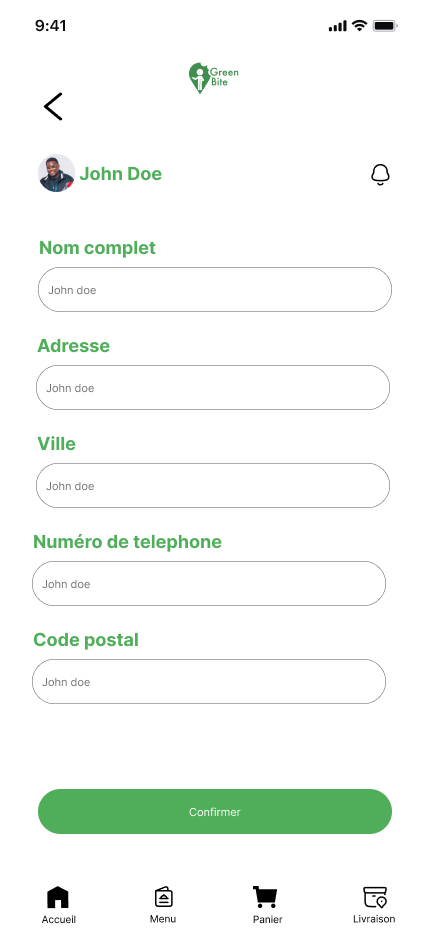 9:41
Green
Bite
John Doe
Nom complet
John doe
Adresse
John doe
Ville
John doe
Numéro de telephone
John doe
Code postal
John doe
Confirmer
Accueil
Menu
Panier
Livraison